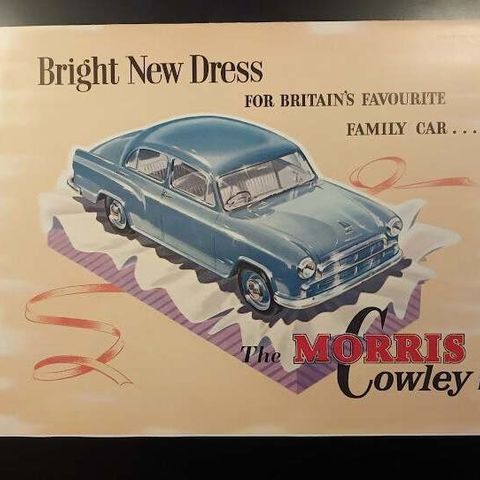 Bright New Dress
FOR BRITAIN'S FAVOURITE
FAMILY CAR...
The MORRIS
Cowley